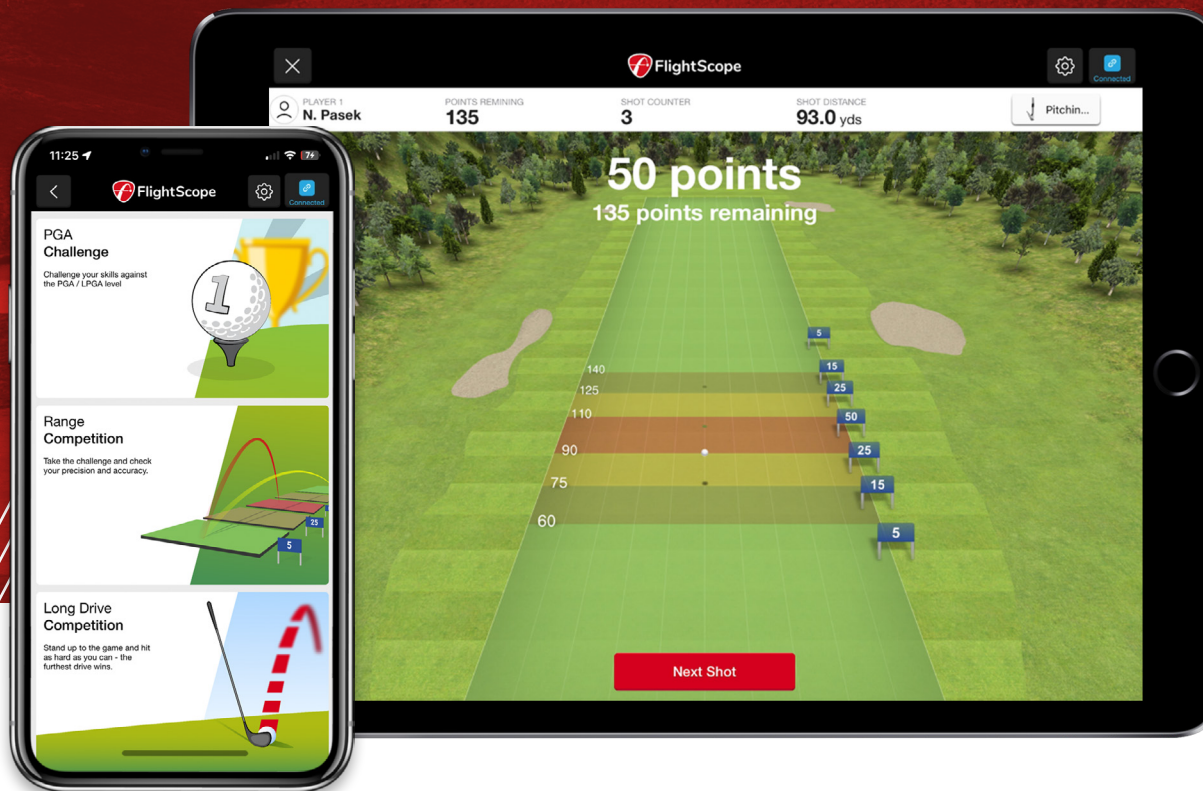 11:25
74
FlightScope
Connected
PGA
Challenge
Challenge your skills against
the PGA / LPGA level
1
Range
Competition
Take the challenge and check
your precision and accuracy.
25
5
Long Drive
Competition
Stand up to the game and hit
as hard as you can - the
furthest drive wins.
FlightScope
Connected
PLAYER 1
N. Pasek
POINTS REMINING
135
SHOT COUNTER
3
SHOT DISTANCE
93.0 yds
Pitchin...
50 points
135 points remaining
5
140
15
125
25
110
50
90
25
75
15
60
5
Next Shot